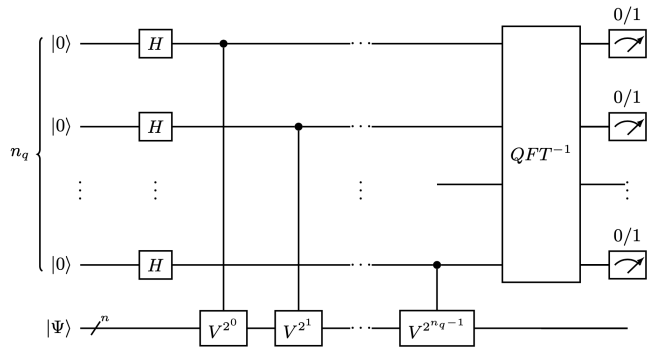 0/1
|0⟩ H ···
0/1
n_q |0⟩ H ··· QFT⁻¹
⋮ ⋮ ⋮ ⋮
0/1
|0⟩ H ···
|Ψ⟩ n V^{2^0} V^{2^1} ··· V^{2^{n_q−1}}